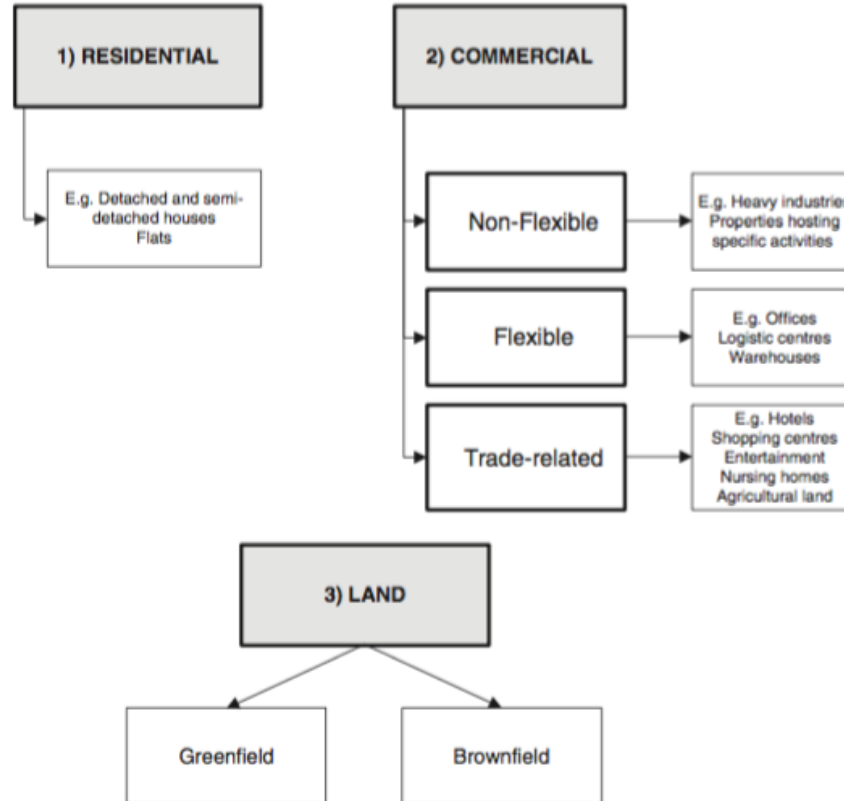 1) RESIDENTIAL
E.g. Detached and semi-
detached houses
Flats
2) COMMERCIAL
Non-Flexible
E.g. Heavy industries
Properties hosting
specific activities
Flexible
E.g. Offices
Logistic centres
Warehouses
Trade-related
E.g. Hotels
Shopping centres
Entertainment
Nursing homes
Agricultural land
3) LAND
Greenfield
Brownfield